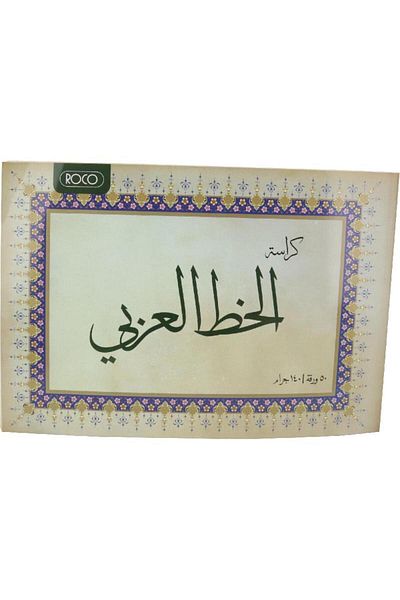 ROCO
كراسة
الخط العربي
٥٠ ورقة / ١٤٠ جرام